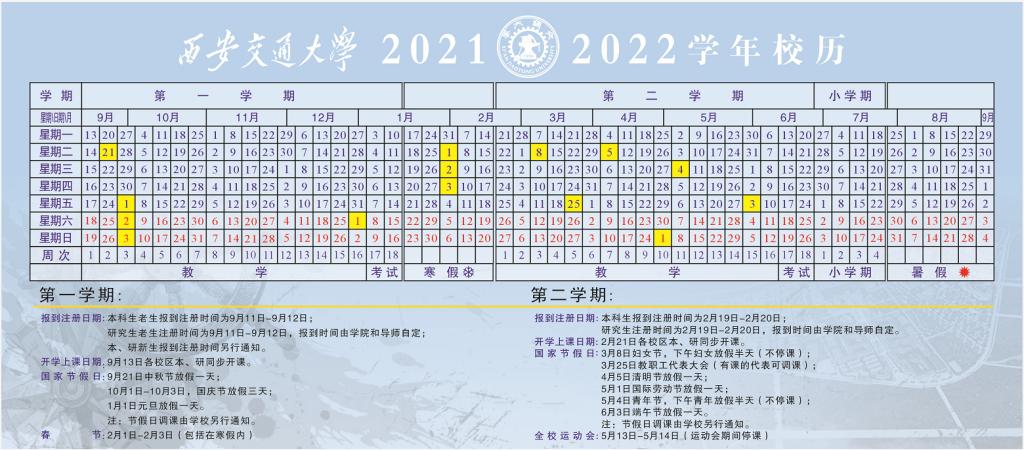 西安交通大學 2021 2022学年校历
学期 第一学期 第二学期 小学期
星期\日期\月 9月 10月 11月 12月 1月 2月 3月 4月 5月 6月 7月 8月 9月
星期一 13 20 27 4 11 18 25 1 8 15 22 29 6 13 20 27 3 10 17 24 31 7 14 21 28 7 14 21 28 4 11 18 25 2 9 16 23 30 6 13 20 27 4 11 18 25 1 8 15 22 29
星期二 14 21 28 5 12 19 26 2 9 16 23 30 7 14 21 28 4 11 18 25 1 8 15 22 1 8 15 22 29 5 12 19 26 3 10 17 24 31 7 14 21 28 5 12 19 26 2 9 16 23 30
星期三 15 22 29 6 13 20 27 3 10 17 24 1 8 15 22 29 5 12 19 26 2 9 16 23 2 9 16 23 30 6 13 20 27 4 11 18 25 1 8 15 22 29 6 13 20 27 3 10 17 24 31
星期四 16 23 30 7 14 21 28 4 11 18 25 2 9 16 23 30 6 13 20 27 3 10 17 24 3 10 17 24 31 7 14 21 28 5 12 19 26 2 9 16 23 30 7 14 21 28 4 11 18 25 1
星期五 17 24 1 8 15 22 29 5 12 19 26 3 10 17 24 31 7 14 21 28 4 11 18 25 4 11 18 25 1 8 15 22 29 6 13 20 27 3 10 17 24 1 8 15 22 29 5 12 19 26 2
星期六 18 25 2 9 16 23 30 6 13 20 27 4 11 18 25 1 8 15 22 29 5 12 19 26 5 12 19 26 2 9 16 23 30 7 14 21 28 4 11 18 25 2 9 16 23 30 6 13 20 27 3
星期日 19 26 3 10 17 24 31 7 14 21 28 5 12 19 26 2 9 16 23 30 6 13 20 27 6 13 20 27 3 10 17 24 1 8 15 22 29 5 12 19 26 3 10 17 24 31 7 14 21 28 4
周次 1 2 3 4 5 6 7 8 9 10 11 12 13 14 15 16 17 18 1 2 3 4 5 6 7 8 9 10 11 12 13 14 15 16 17 18 1 2 3 4
教学 考试 寒假 教学 考试 小学期 暑假
第一学期:
报到注册日期: 本科生老生报到注册时间为9月11日-9月12日;
研究生老生注册时间为9月11日-9月12日，报到时间由学院和导师自定;
本、研新生报到注册时间另行通知。
开学上课日期: 9月13日各校区本、研同步开课。
国家节假日: 9月21日中秋节放假一天;
10月1日-10月3日，国庆节放假三天;
1月1日元旦放假一天。
注: 节假日调课由学校另行通知。
春节: 2月1日-2月3日（包括在寒假内）
第二学期:
报到注册日期: 本科生报到注册时间为2月19日-2月20日;
研究生注册时间为2月19日-2月20日，报到时间由学院和导师自定。
开学上课日期: 2月21日各校区本、研同步开课。
国家节假日: 3月8日妇女节，下午妇女放假半天（不停课）;
3月25日教职工代表大会（有课的代表可调课）;
4月5日清明节放假一天;
5月1日国际劳动节放假一天;
5月4日青年节，下午青年放假半天（不停课）;
6月3日端午节放假一天。
注: 节假日调课由学校另行通知。
全校运动会: 5月13日-5月14日（运动会期间停课）